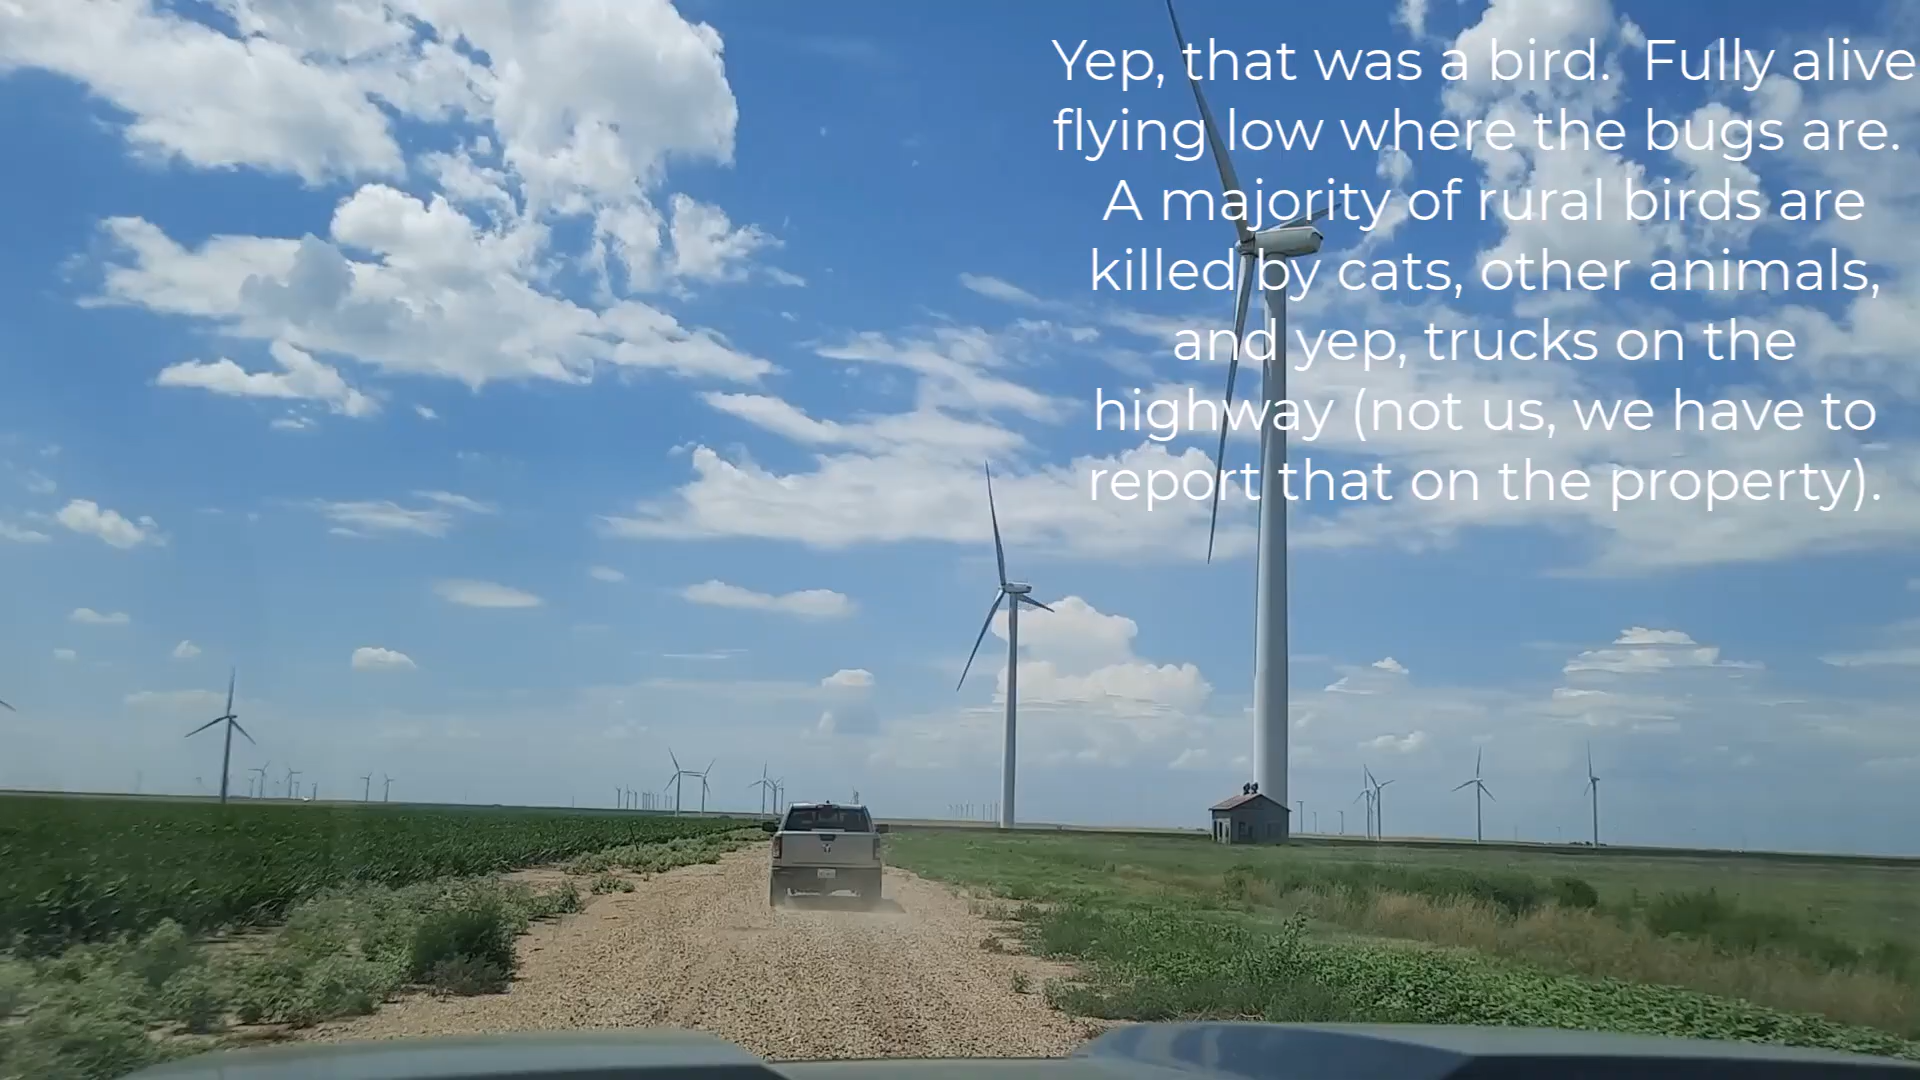 Yep, that was a bird.  Fully alive
flying low where the bugs are.
A majority of rural birds are
killed by cats, other animals,
and yep, trucks on the
highway (not us, we have to
report that on the property).